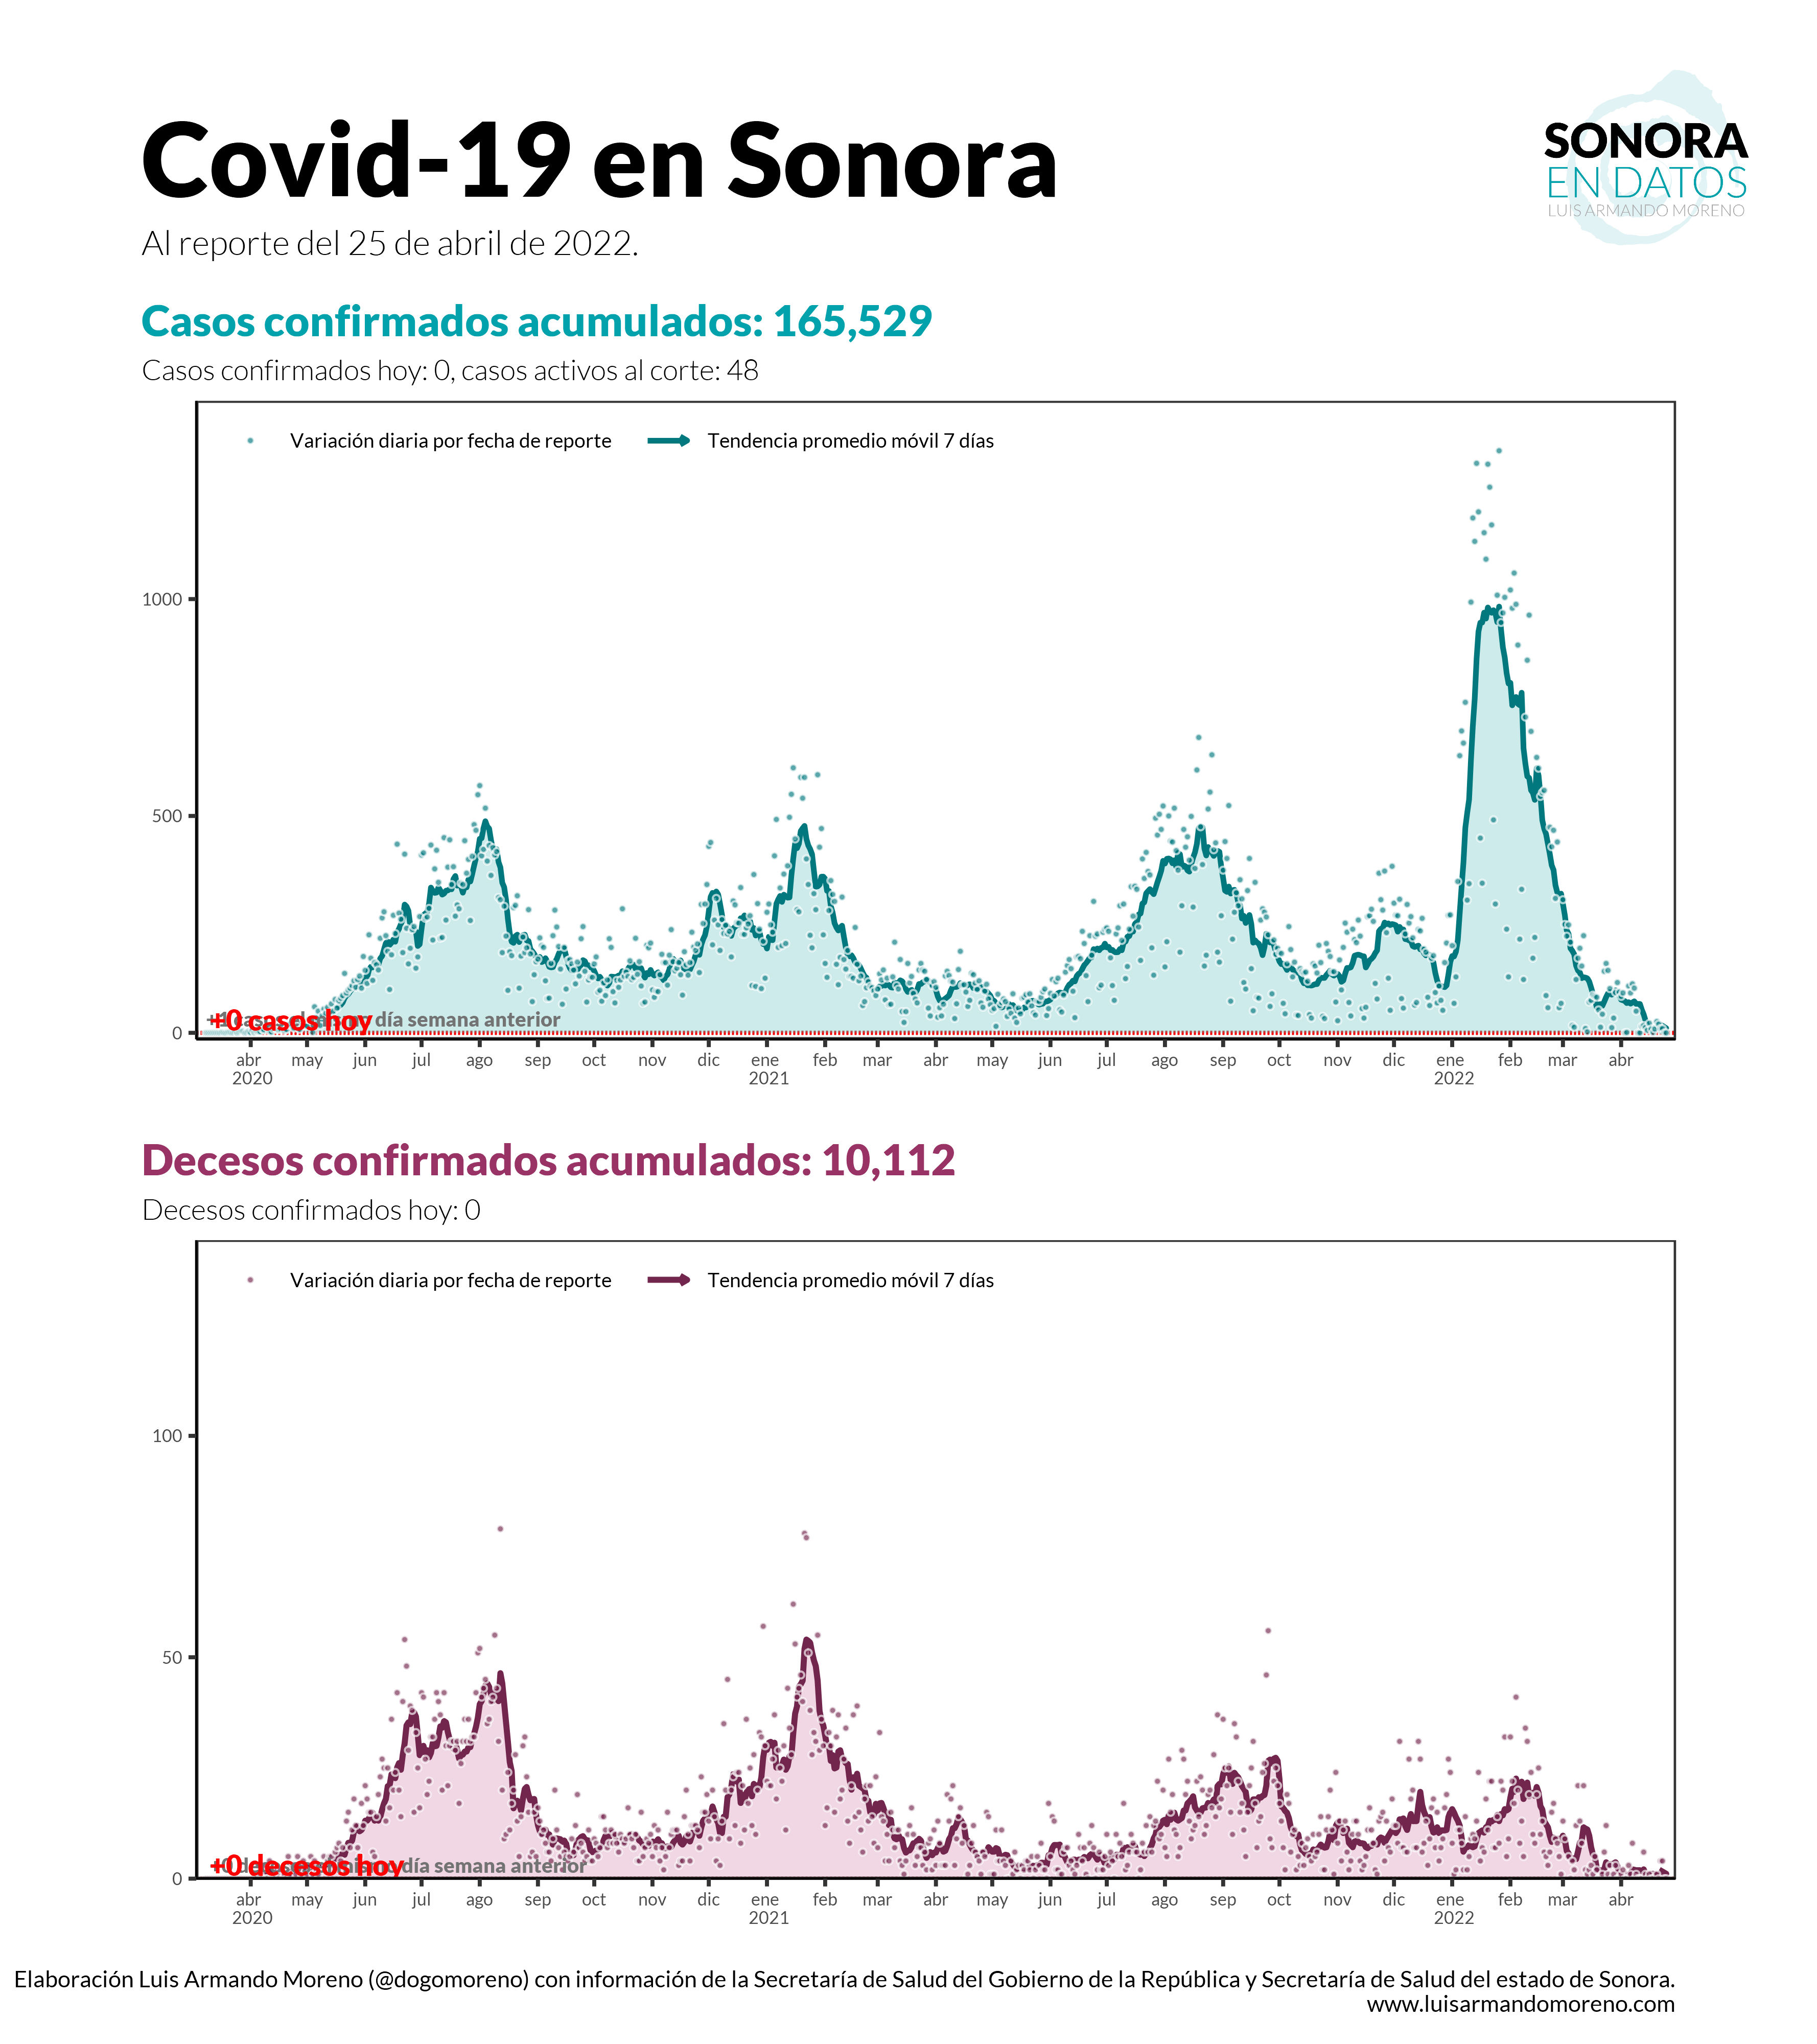 Covid-19 en Sonora
SONORA
EN DATOS
LUIS ARMANDO MORENO
Al reporte del 25 de abril de 2022.
Casos confirmados acumulados: 165,529
Casos confirmados hoy: 0, casos activos al corte: 48
Variación diaria por fecha de reporte
Tendencia promedio móvil 7 días
1000
500
0
+0 casos hoy
día semana anterior
abr may jun jul ago sep oct nov dic ene feb mar abr may jun jul ago sep oct nov dic ene feb mar abr
2020 2021 2022
Decesos confirmados acumulados: 10,112
Decesos confirmados hoy: 0
Variación diaria por fecha de reporte
Tendencia promedio móvil 7 días
100
50
0
+0 decesos hoy
día semana anterior
abr may jun jul ago sep oct nov dic ene feb mar abr may jun jul ago sep oct nov dic ene feb mar abr
2020 2021 2022
Elaboración Luis Armando Moreno (@dogomoreno) con información de la Secretaría de Salud del Gobierno de la República y Secretaría de Salud del estado de Sonora.
www.luisarmandomoreno.com